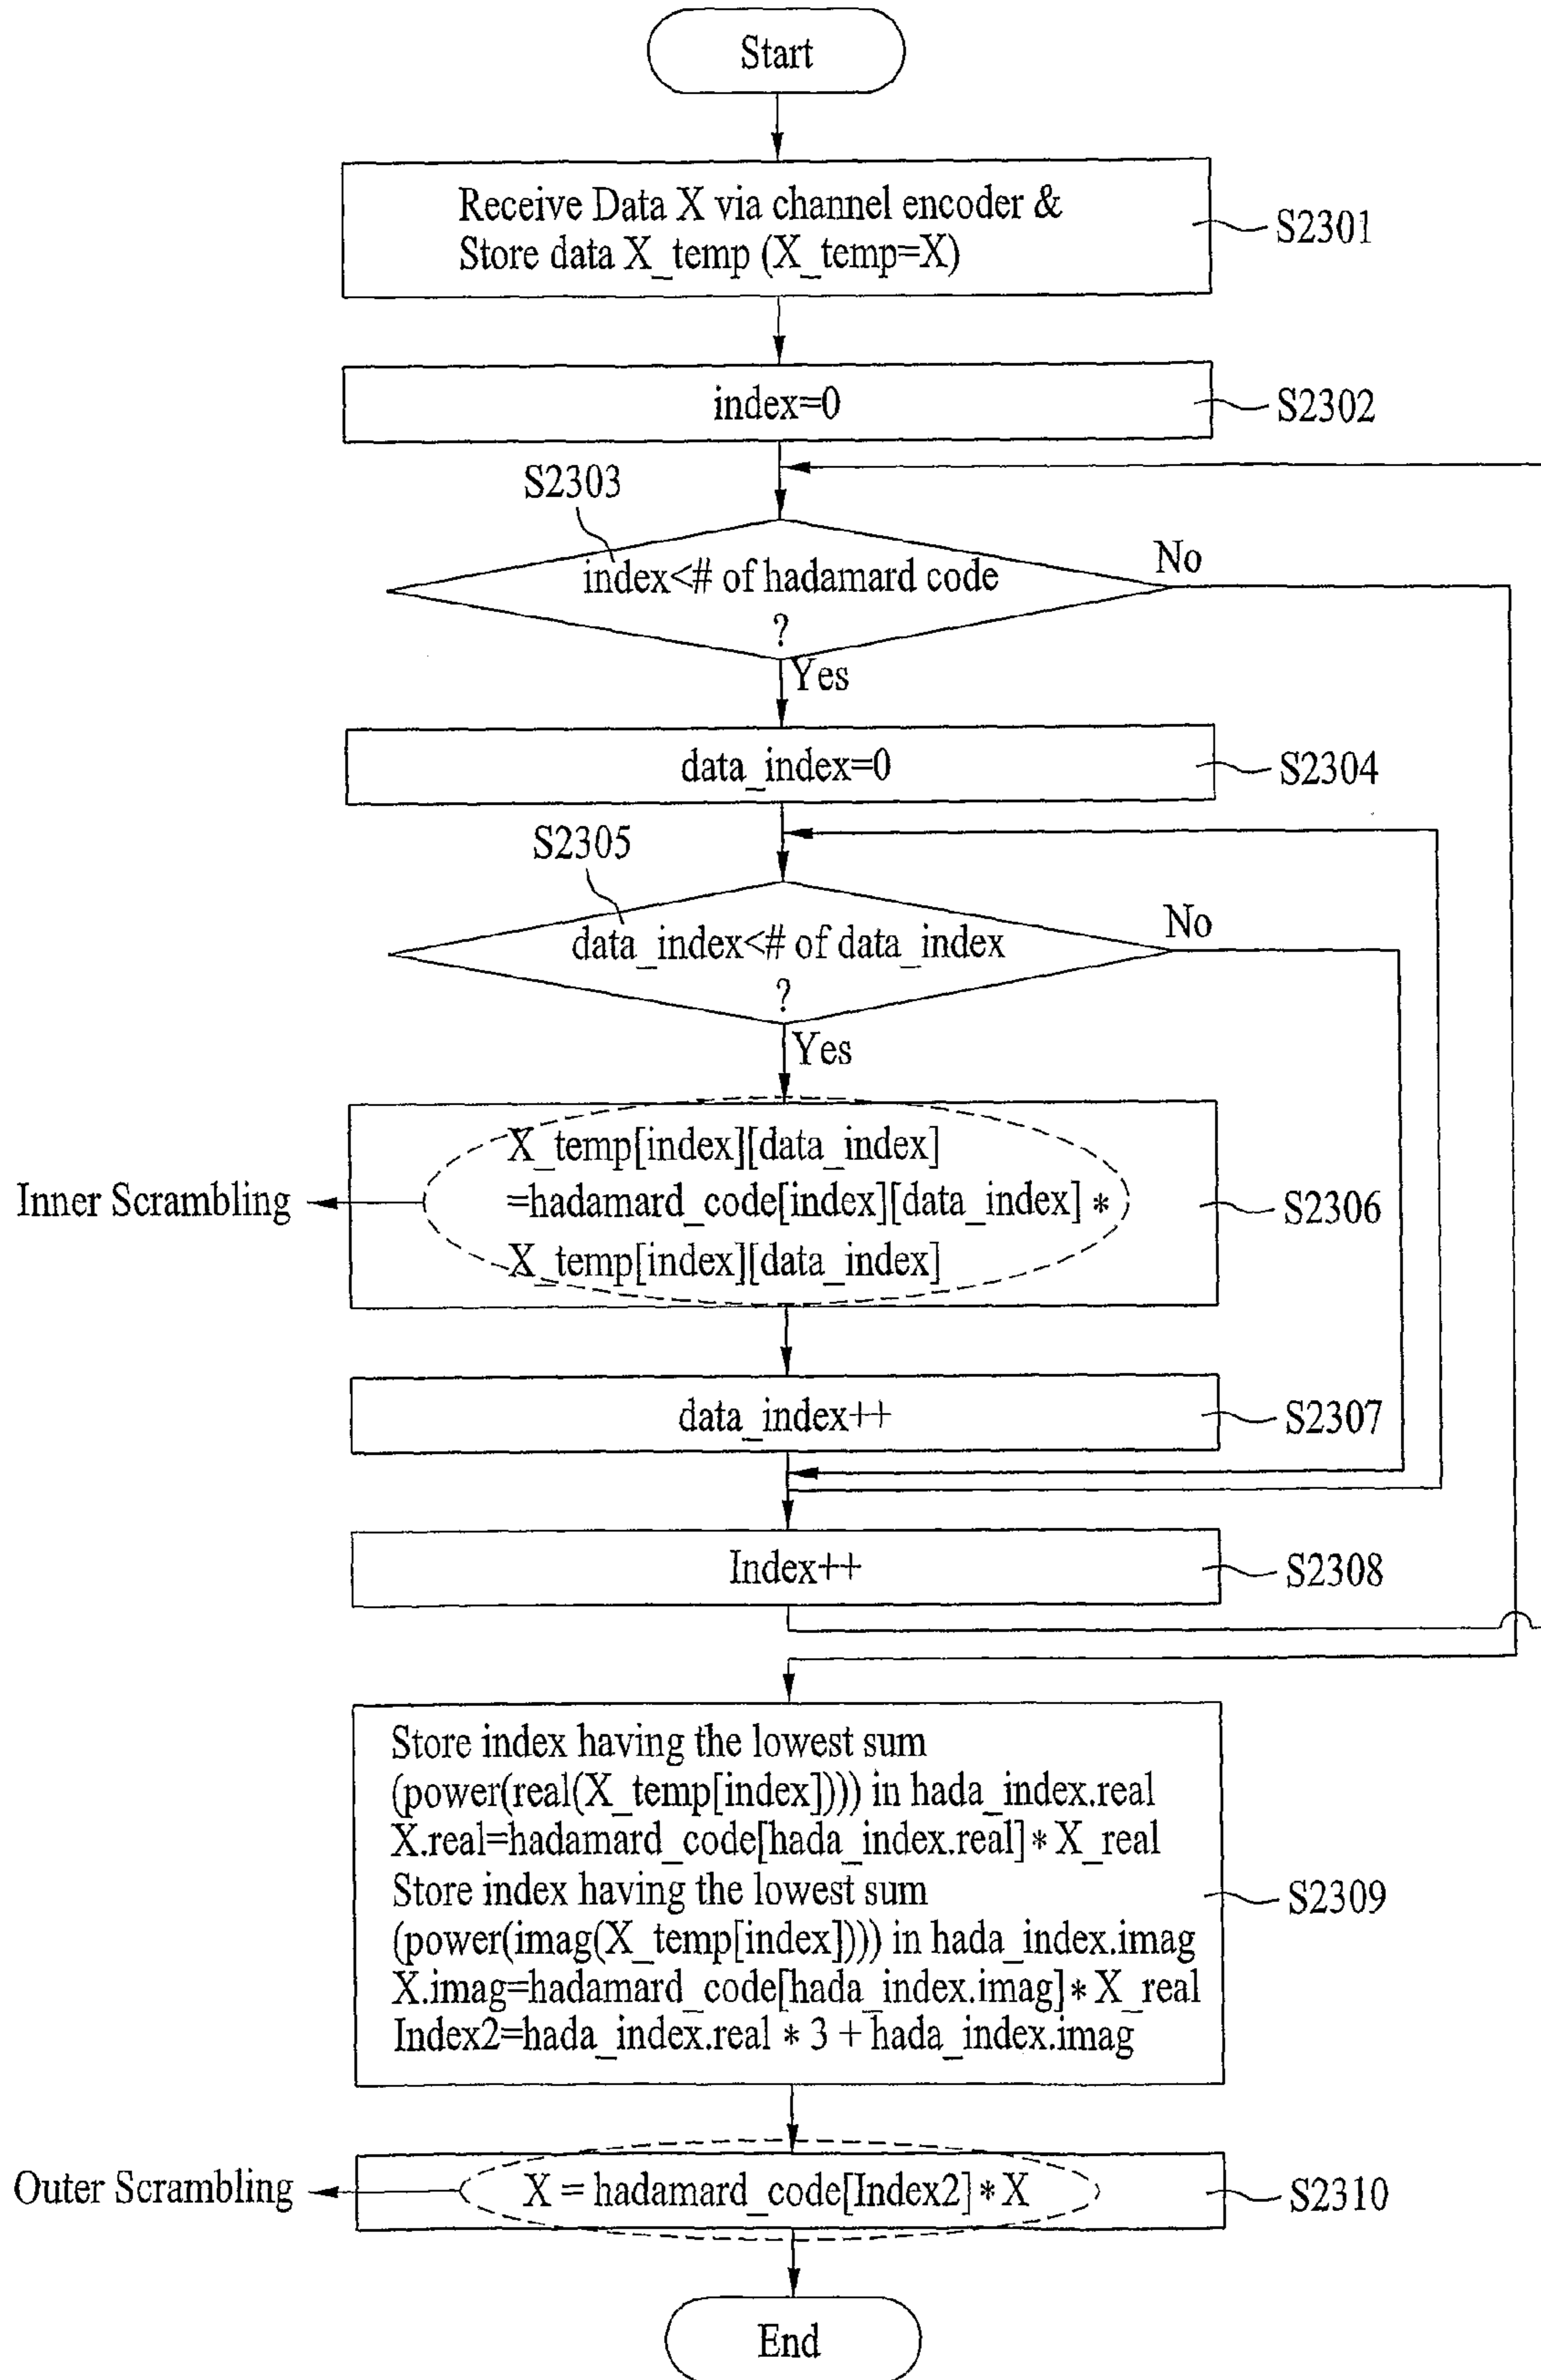 Start
Receive Data X via channel encoder &
Store data X_temp (X_temp=X)
S2301
index=0
S2302
S2303
index<# of hadamard code
?
No
Yes
data_index=0
S2304
S2305
data_index<# of data_index
?
No
Yes
X_temp[index][data_index]
=hadamard_code[index][data_index] *
X_temp[index][data_index]
Inner Scrambling
S2306
data_index++
S2307
Index++
S2308
Store index having the lowest sum
(power(real(X_temp[index]))) in hada_index.real
X.real=hadamard_code[hada_index.real] * X_real
Store index having the lowest sum
(power(imag(X_temp[index]))) in hada_index.imag
X.imag=hadamard_code[hada_index.imag] * X_real
Index2=hada_index.real * 3 + hada_index.imag
S2309
Outer Scrambling
X = hadamard_code[Index2] * X
S2310
End